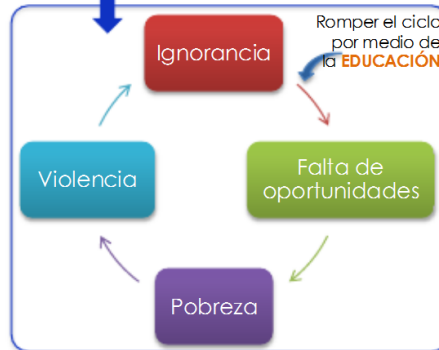 Ignorancia
Romper el ciclo
por medio de
la EDUCACIÓN
Violencia
Falta de
oportunidades
Pobreza